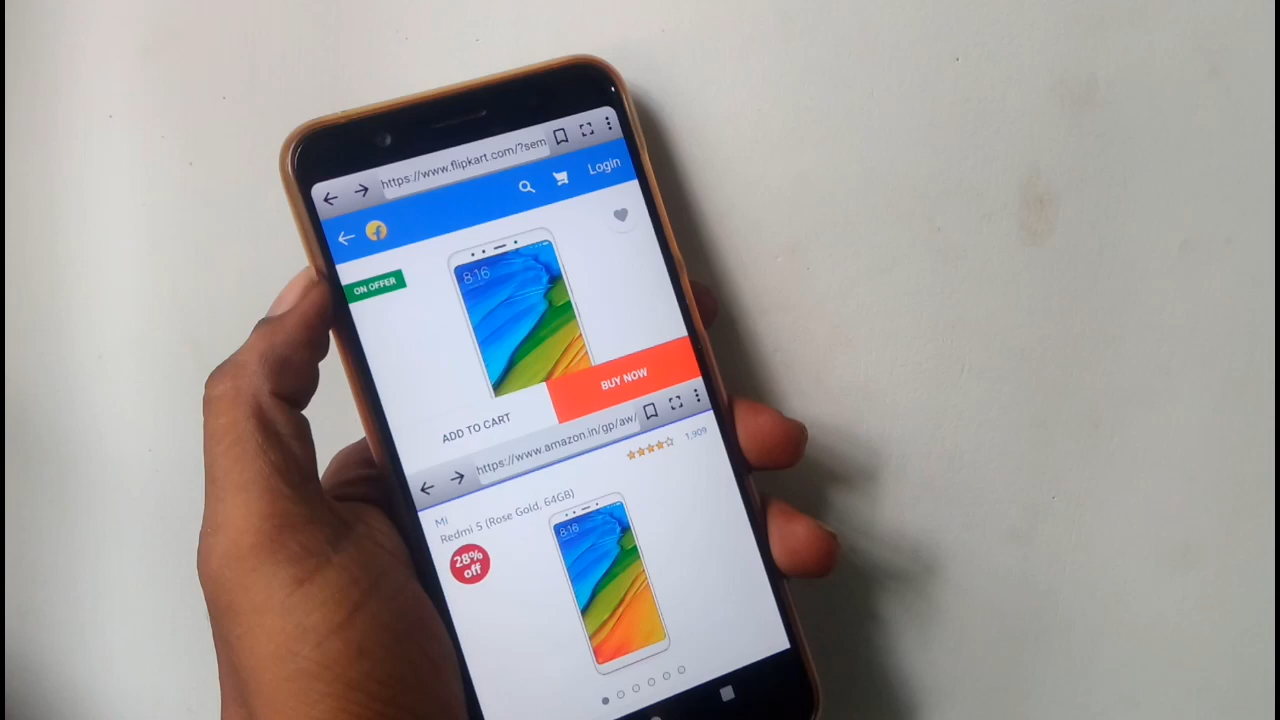 https://www.flipkart.com/?sem
Login
ON OFFER
8:16
ADD TO CART
BUY NOW
https://www.amazon.in/gp/aw/
1,909
Mi
Redmi 5 (Rose Gold, 64GB)
28%
off
8:16